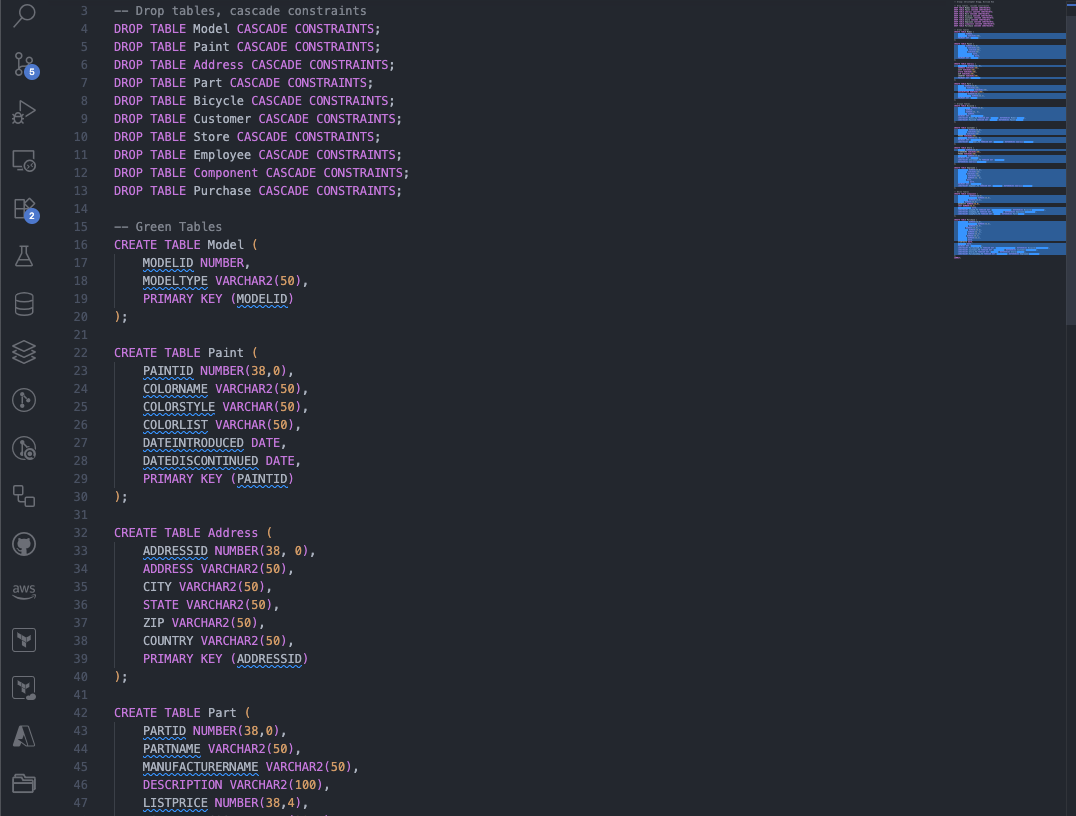 3 -- Drop tables, cascade constraints
4 DROP TABLE Model CASCADE CONSTRAINTS;
5 DROP TABLE Paint CASCADE CONSTRAINTS;
6 DROP TABLE Address CASCADE CONSTRAINTS;
7 DROP TABLE Part CASCADE CONSTRAINTS;
8 DROP TABLE Bicycle CASCADE CONSTRAINTS;
9 DROP TABLE Customer CASCADE CONSTRAINTS;
10 DROP TABLE Store CASCADE CONSTRAINTS;
11 DROP TABLE Employee CASCADE CONSTRAINTS;
12 DROP TABLE Component CASCADE CONSTRAINTS;
13 DROP TABLE Purchase CASCADE CONSTRAINTS;
14
15 -- Green Tables
16 CREATE TABLE Model (
17 MODELID NUMBER,
18 MODELTYPE VARCHAR2(50),
19 PRIMARY KEY (MODELID)
20 );
21
22 CREATE TABLE Paint (
23 PAINTID NUMBER(38,0),
24 COLORNAME VARCHAR2(50),
25 COLORSTYLE VARCHAR(50),
26 COLORLIST VARCHAR(50),
27 DATEINTRODUCED DATE,
28 DATEDISCONTINUED DATE,
29 PRIMARY KEY (PAINTID)
30 );
31
32 CREATE TABLE Address (
33 ADDRESSID NUMBER(38, 0),
34 ADDRESS VARCHAR2(50),
35 CITY VARCHAR2(50),
36 STATE VARCHAR2(50),
37 ZIP VARCHAR2(50),
38 COUNTRY VARCHAR2(50),
39 PRIMARY KEY (ADDRESSID)
40 );
41
42 CREATE TABLE Part (
43 PARTID NUMBER(38,0),
44 PARTNAME VARCHAR2(50),
45 MANUFACTURERNAME VARCHAR2(50),
46 DESCRIPTION VARCHAR2(100),
47 LISTPRICE NUMBER(38,4),
5
2
aws